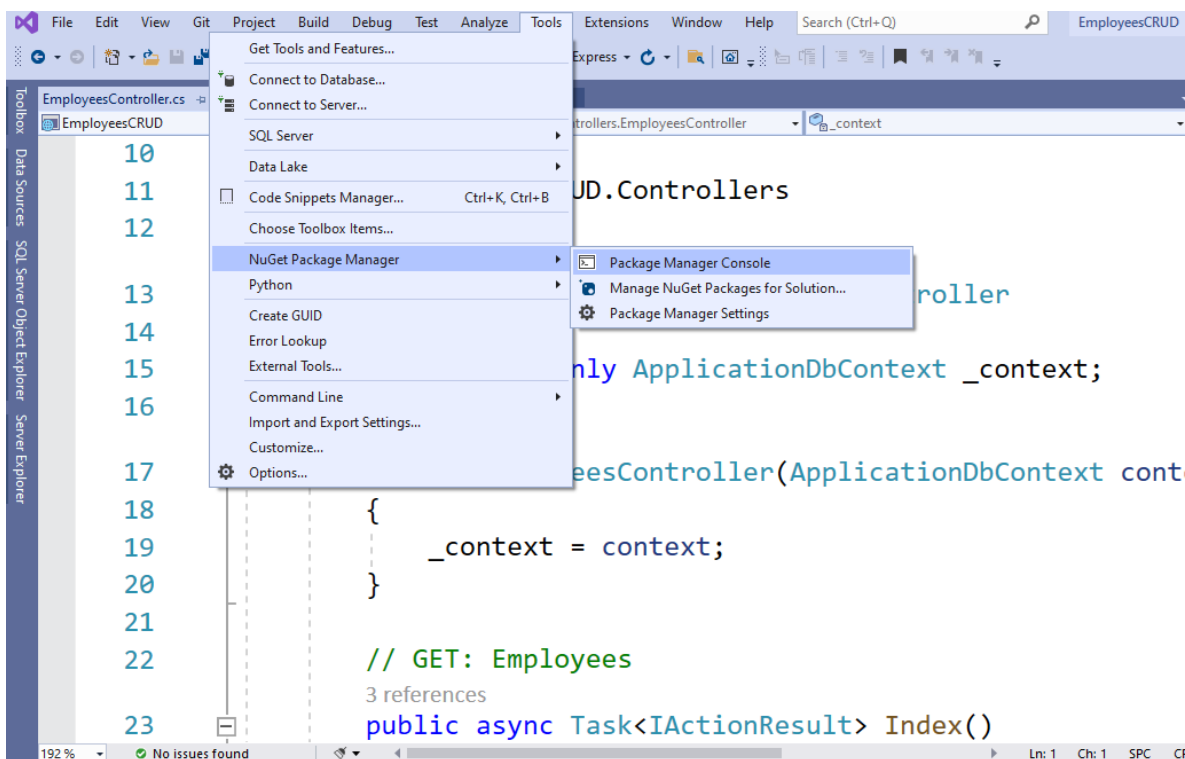 File Edit View Git Project Build Debug Test Analyze Tools Extensions Window Help Search (Ctrl+Q) EmployeesCRUD
Express
Toolbox
Data Sources
SQL Server Object Explorer
Server Explorer
EmployeesController.cs
EmployeesCRUD
trollers.EmployeesController _context
Get Tools and Features...
Connect to Database...
Connect to Server...
SQL Server
Data Lake
Code Snippets Manager... Ctrl+K, Ctrl+B
Choose Toolbox Items...
NuGet Package Manager
Python
Create GUID
Error Lookup
External Tools...
Command Line
Import and Export Settings...
Customize...
Options...
Package Manager Console
Manage NuGet Packages for Solution...
Package Manager Settings
10
11 UD.Controllers
12
13 roller
14
15 nly ApplicationDbContext _context;
16
17 eesController(ApplicationDbContext cont
18 {
19 _context = context;
20 }
21
22 // GET: Employees
3 references
23 public async Task<IActionResult> Index()
192 % No issues found Ln: 1 Ch: 1 SPC